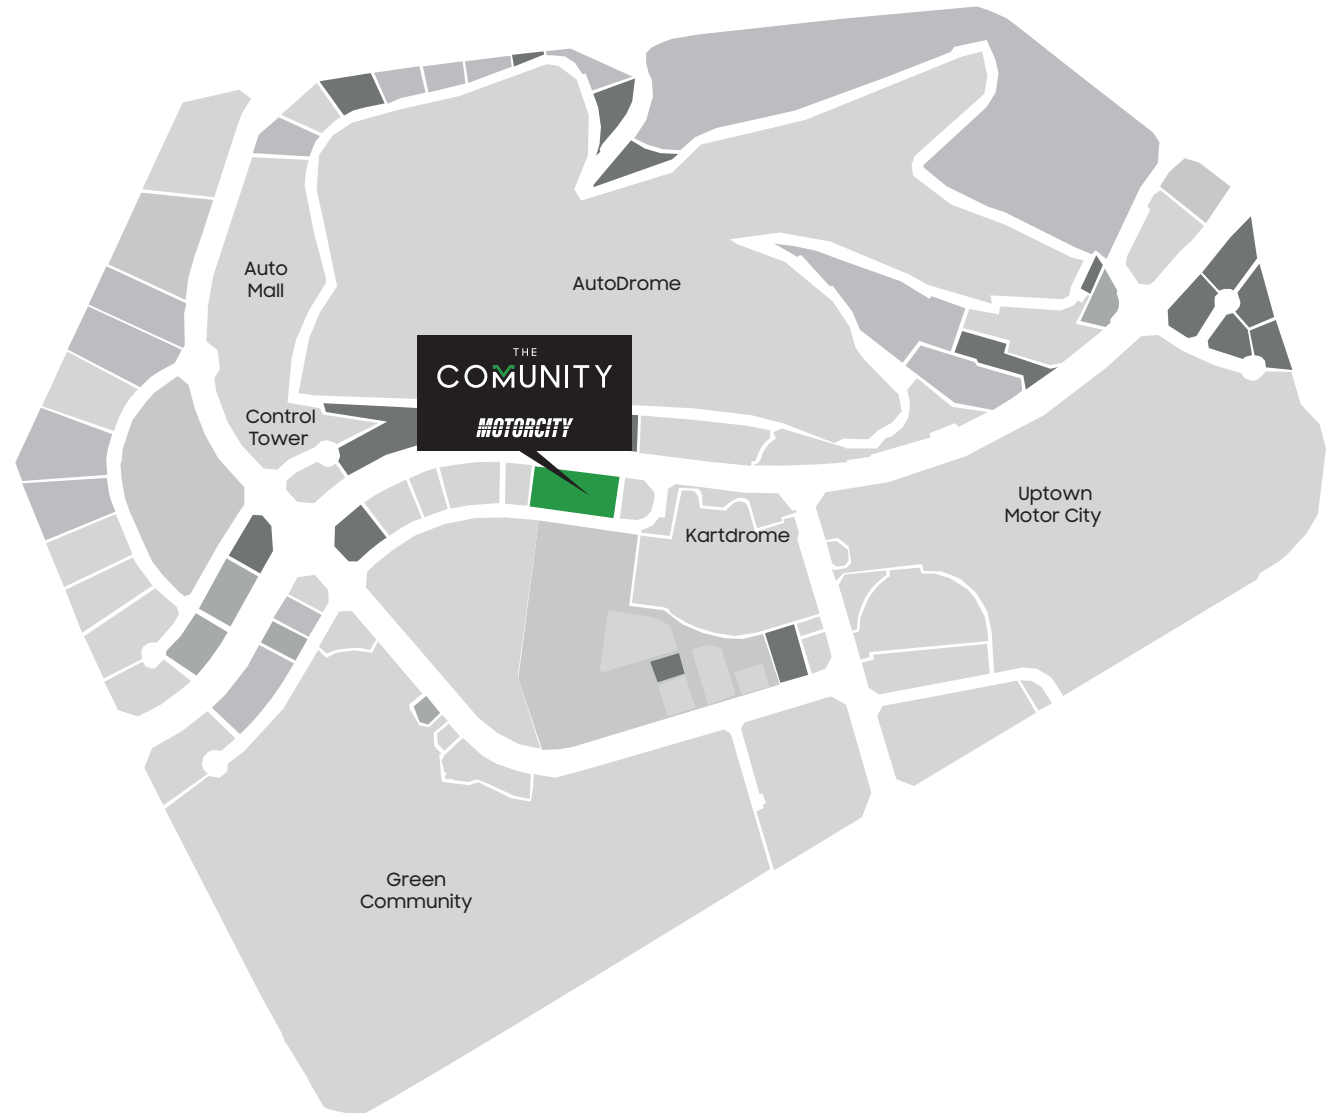 Auto
Mall
AutoDrome
THE
COMUNITY
MOTORCITY
Control
Tower
Uptown
Motor City
Kartdrome
Green
Community